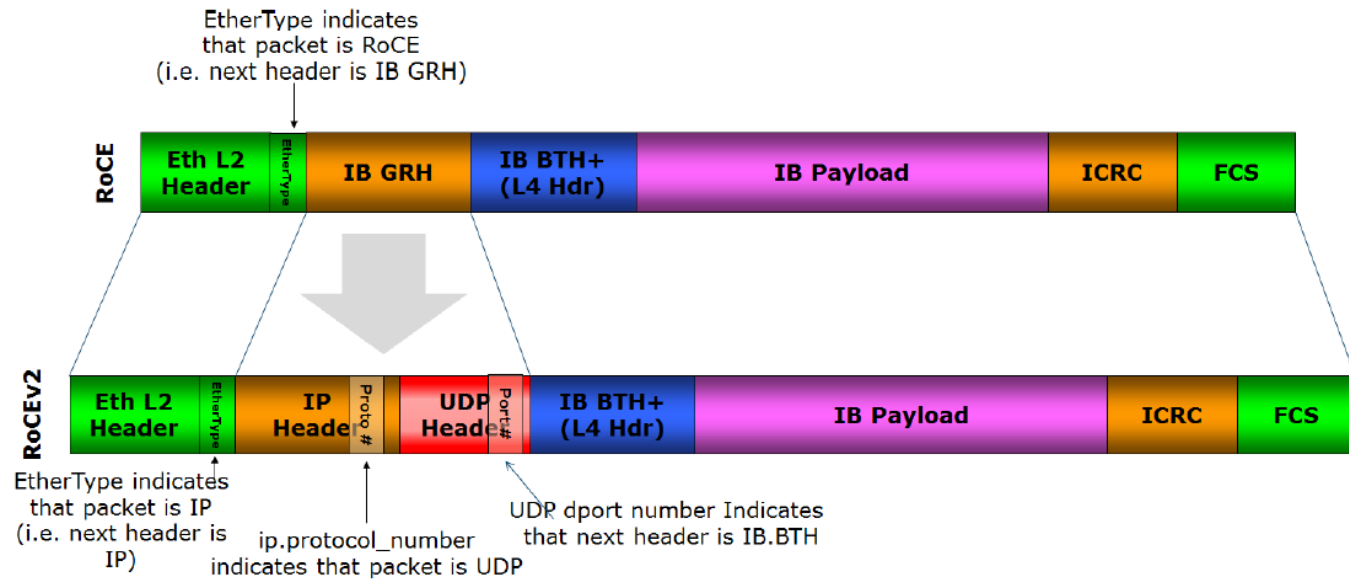 EtherType indicates
that packet is RoCE
(i.e. next header is IB GRH)
RoCE
Eth L2
Header
EtherType
IB GRH
IB BTH+
(L4 Hdr)
IB Payload
ICRC
FCS
RoCEv2
Eth L2
Header
EtherType
IP
Header
Proto #
UDP
Header
Port#
IB BTH+
(L4 Hdr)
IB Payload
ICRC
FCS
EtherType indicates
that packet is IP
(i.e. next header is
IP)
ip.protocol_number
indicates that packet is UDP
UDP dport number Indicates
that next header is IB.BTH